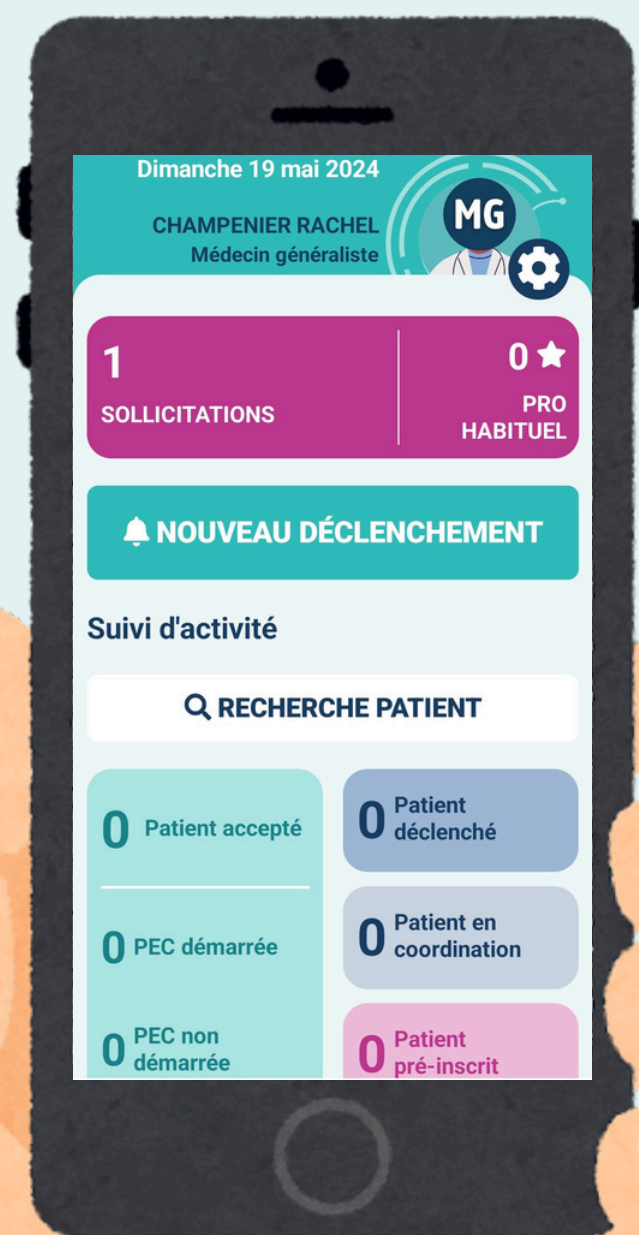 Dimanche 19 mai 2024
CHAMPENIER RACHEL
Médecin généraliste
MG
1
SOLLICITATIONS
0
PRO
HABITUEL
NOUVEAU DÉCLENCHEMENT
Suivi d'activité
RECHERCHE PATIENT
0 Patient accepté
0 PEC démarrée
0 PEC non
démarrée
0 Patient
déclenché
0 Patient en
coordination
0 Patient
pré-inscrit